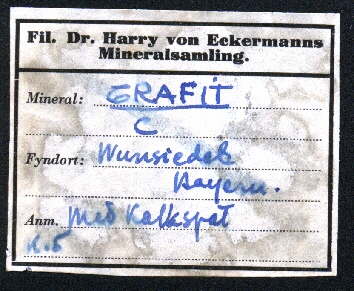 Fil. Dr. Harry von Eckermanns
Mineralsamling.
Mineral: GRAFIT
C
Fyndort: Wunsiedel
Bayern.
Anm. Med Kalkspat
K.5